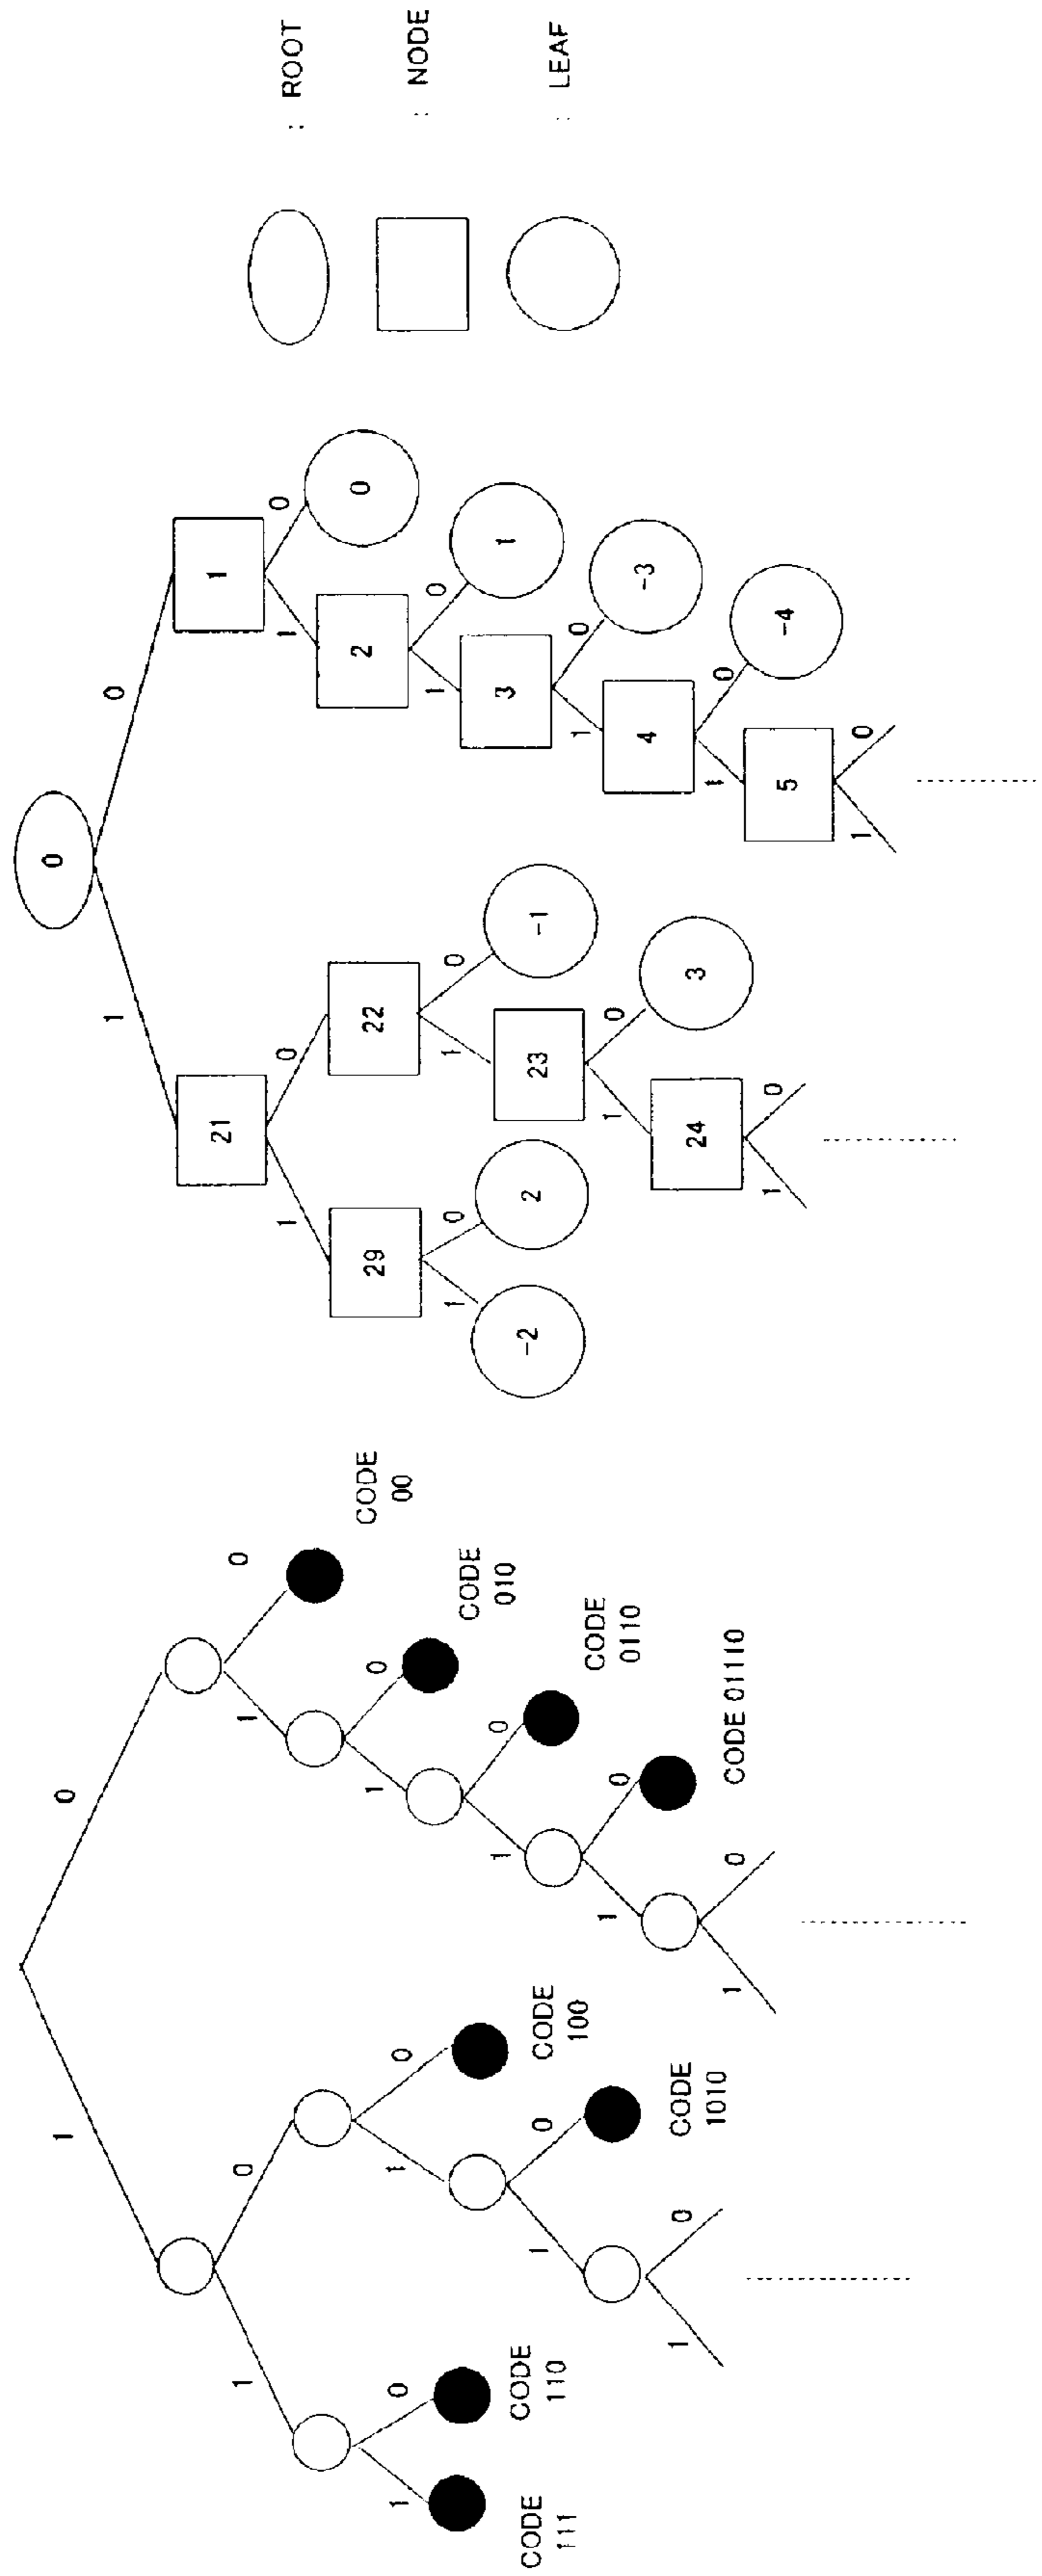 1 0
1 0 1 0
1 0 1 0 1 0
CODE
00
CODE
010
1 0 1 0
CODE
111
CODE
110
CODE
100
CODE
0110
1 0
CODE
1010
CODE 01110
1 0 1 0
0
1 0
21 1
1 0 1 0
29 22 2 0
1 0 1 0 1 0
-2 2 -1 3 1
1 0 1 0
23 4 -3
24 3 1 0
1 0 5 -4
1 0
: ROOT
: NODE
: LEAF